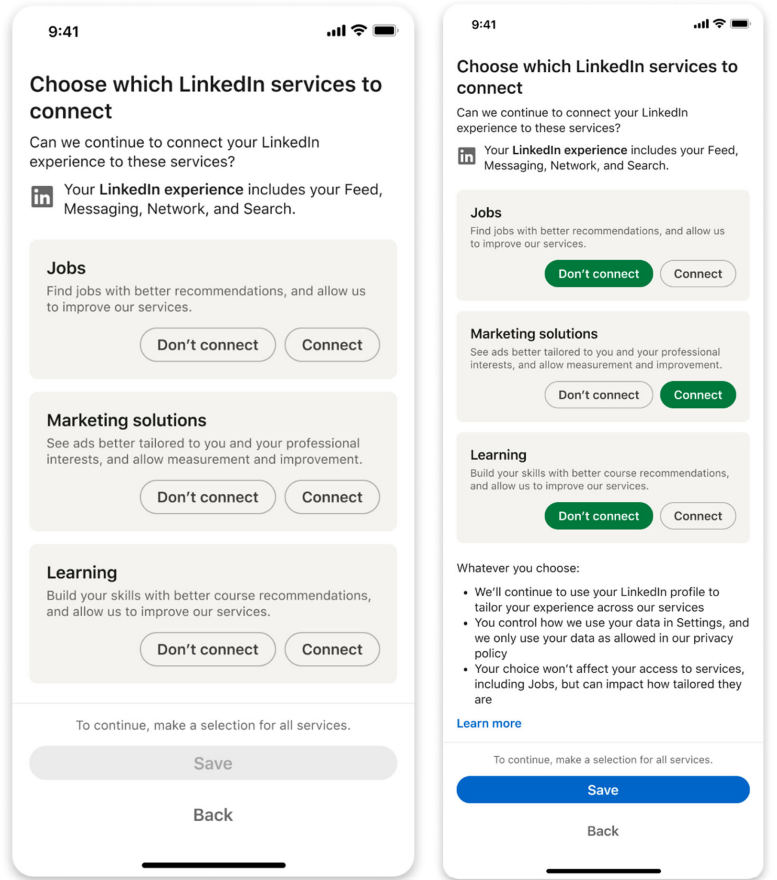 9:41
Choose which LinkedIn services to
connect
Can we continue to connect your LinkedIn
experience to these services?
in
Your LinkedIn experience includes your Feed,
Messaging, Network, and Search.
Jobs
Find jobs with better recommendations, and allow us
to improve our services.
Don't connect Connect
Marketing solutions
See ads better tailored to you and your professional
interests, and allow measurement and improvement.
Don't connect Connect
Learning
Build your skills with better course recommendations,
and allow us to improve our services.
Don't connect Connect
To continue, make a selection for all services.
Save
Back
9:41
Choose which LinkedIn services to
connect
Can we continue to connect your LinkedIn
experience to these services?
in
Your LinkedIn experience includes your Feed,
Messaging, Network, and Search.
Jobs
Find jobs with better recommendations, and allow us
to improve our services.
Don't connect Connect
Marketing solutions
See ads better tailored to you and your professional
interests, and allow measurement and improvement.
Don't connect Connect
Learning
Build your skills with better course recommendations,
and allow us to improve our services.
Don't connect Connect
Whatever you choose:
• We'll continue to use your LinkedIn profile to
tailor your experience across our services
• You control how we use your data in Settings, and
we only use your data as allowed in our privacy
policy
• Your choice won't affect your access to services,
including Jobs, but can impact how tailored they
are
Learn more
To continue, make a selection for all services.
Save
Back